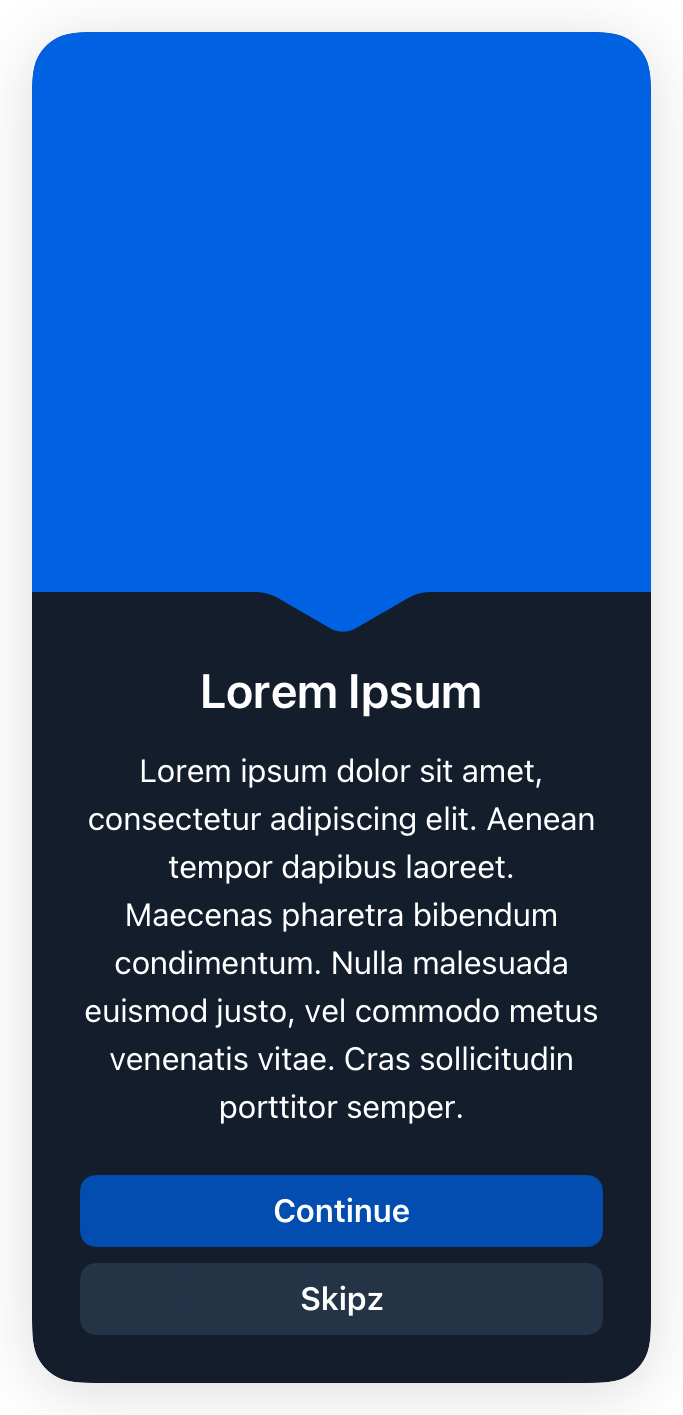 Lorem Ipsum
Lorem ipsum dolor sit amet,
consectetur adipiscing elit. Aenean
tempor dapibus laoreet.
Maecenas pharetra bibendum
condimentum. Nulla malesuada
euismod justo, vel commodo metus
venenatis vitae. Cras sollicitudin
porttitor semper.
Continue
Skipz